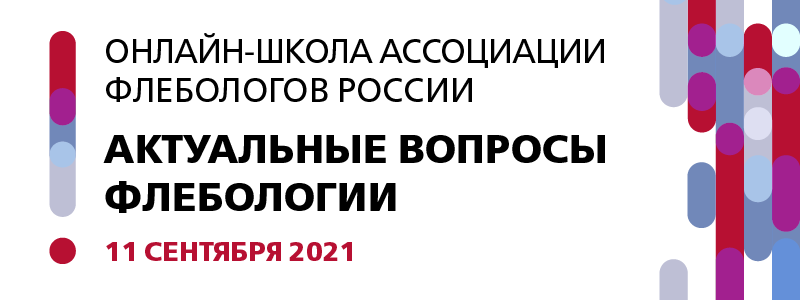 ОНЛАЙН-ШКОЛА АССОЦИАЦИИ
ФЛЕБОЛОГОВ РОССИИ
АКТУАЛЬНЫЕ ВОПРОСЫ
ФЛЕБОЛОГИИ
11 СЕНТЯБРЯ 2021